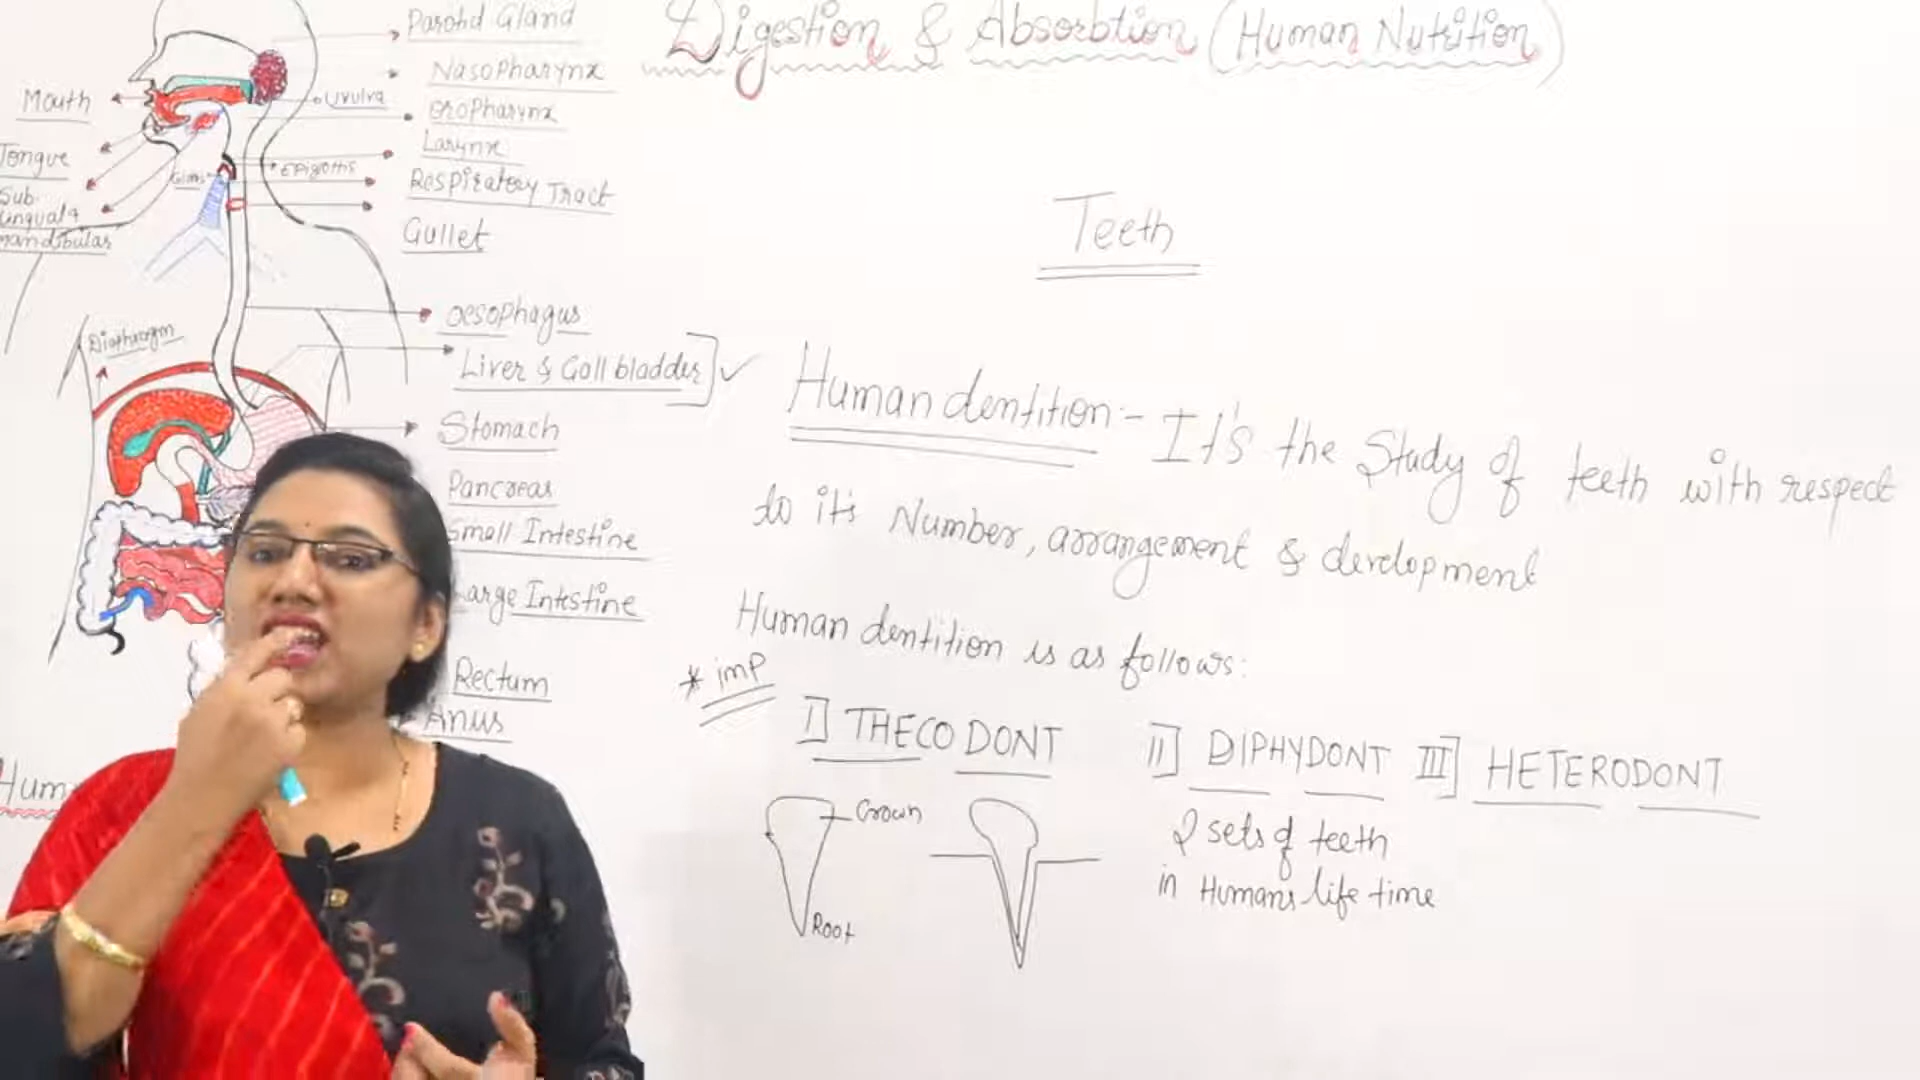 Digestion & Absorbtion (Human Nutrition)
Parotid Gland
Nasopharynx
Mouth
Uvulva
Oropharynx
Larynx
Tongue
Epiglottis
Respiratory Tract
Sub-
lingual &
mandibular
Gullet
Teeth
Oesophagus
Diaphragm
Liver & Gall bladder
Stomach
Pancreas
Small Intestine
Large Intestine
Rectum
Anus
Hum
Human dentition:- It's the Study of teeth with respect
to it's Number, arrangement & development
Human dentition is as follows:
* imp
I] THECODONT II] DIPHYDONT III] HETERODONT
Crown
Root
2 sets of teeth
in Humans life time